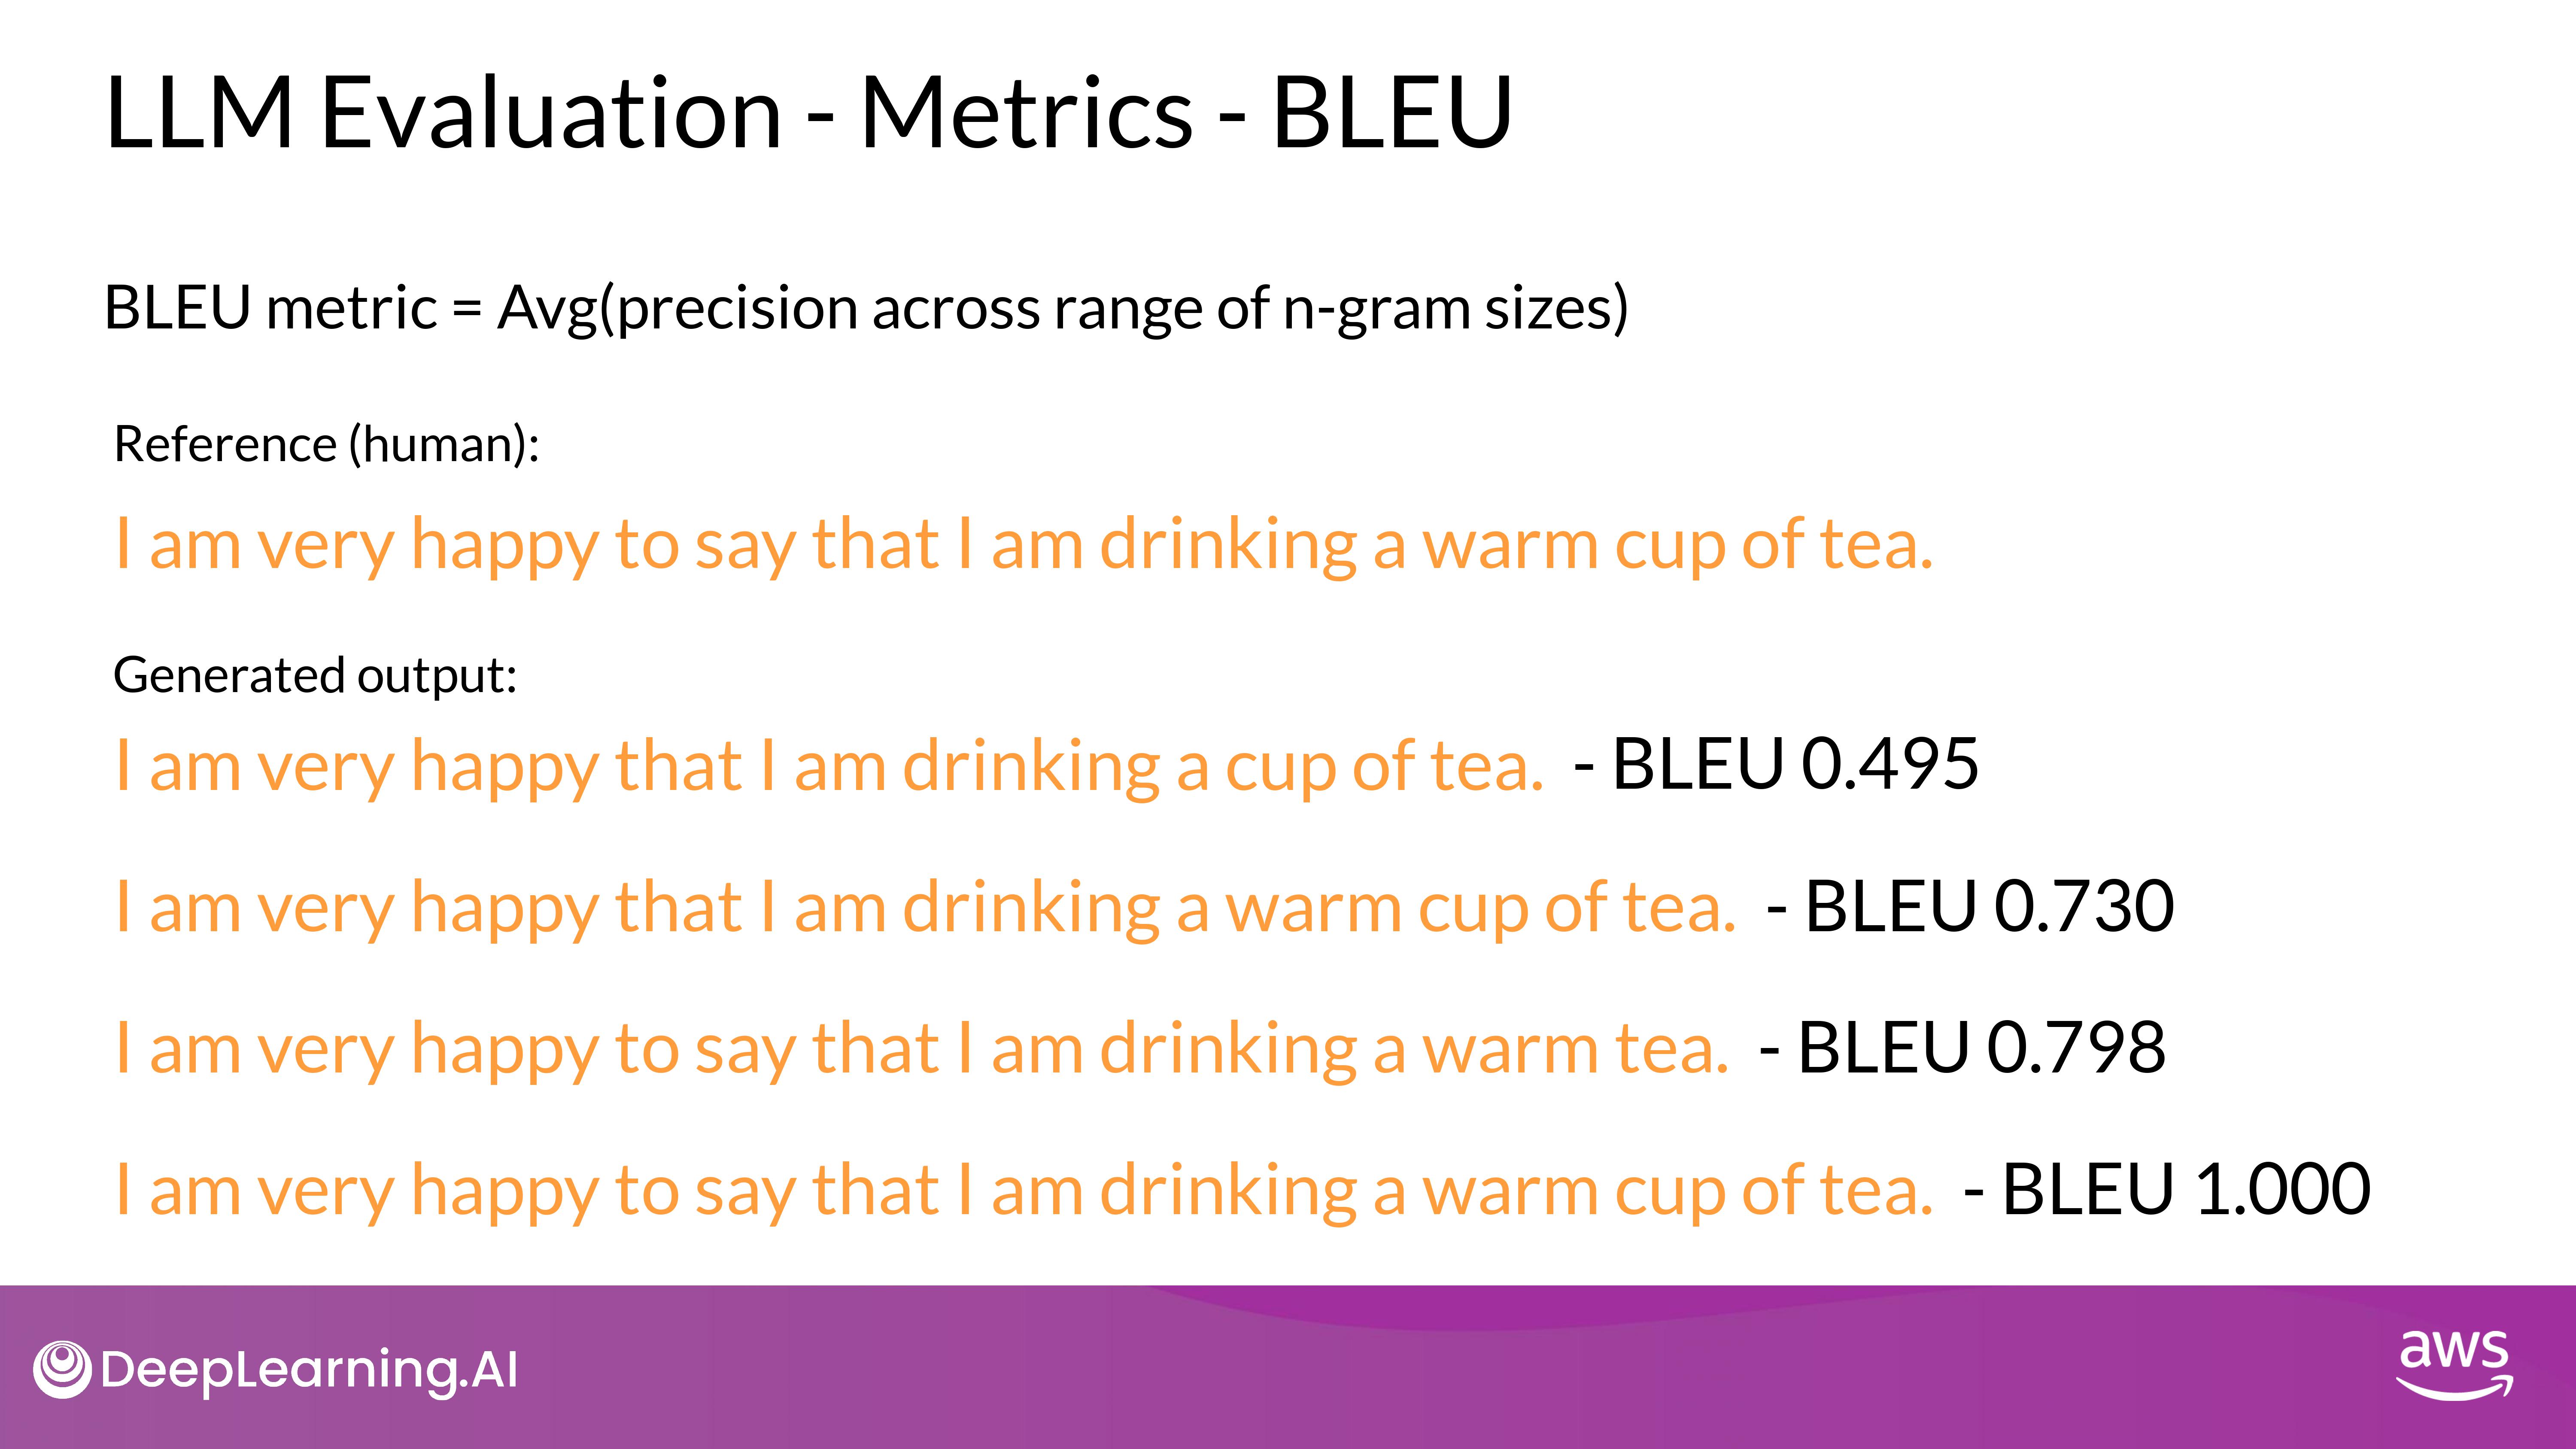 LLM Evaluation - Metrics - BLEU
BLEU metric = Avg(precision across range of n-gram sizes)
Reference (human):
I am very happy to say that I am drinking a warm cup of tea.
Generated output:
I am very happy that I am drinking a cup of tea. - BLEU 0.495
I am very happy that I am drinking a warm cup of tea. - BLEU 0.730
I am very happy to say that I am drinking a warm tea. - BLEU 0.798
I am very happy to say that I am drinking a warm cup of tea. - BLEU 1.000
DeepLearning.AI
aws